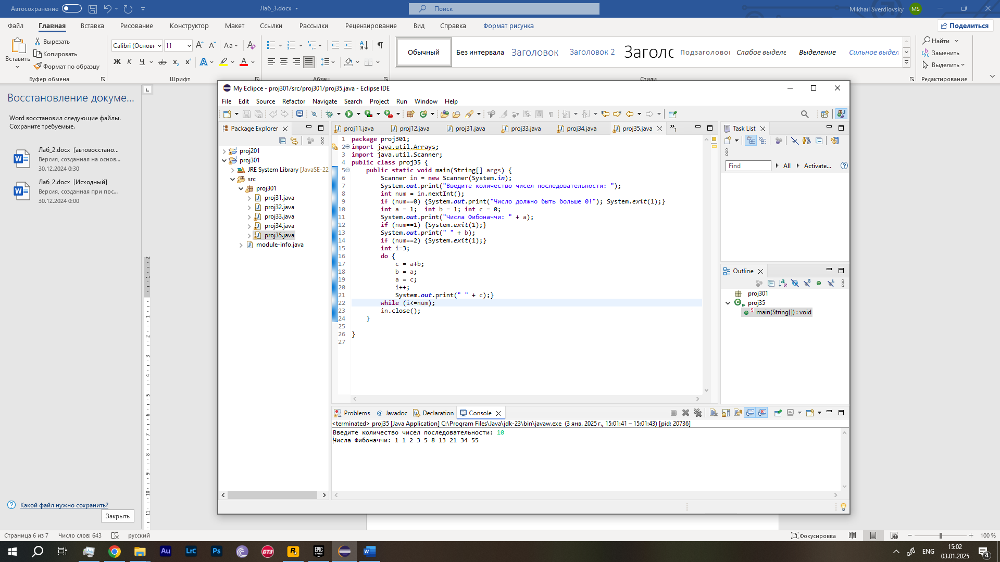 Автосохранение
Лаб_3.docx
Поиск
Mikhail Sverdlovsky
MS
Файл Главная Вставка Рисование Конструктор Макет Ссылки Рассылки Рецензирование Вид Справка Формат рисунка
Поделиться
Вставить
Вырезать
Копировать
Формат по образцу
Буфер обмена
Calibri (Основн
11
Шрифт
Абзац
Обычный Без интервала Заголовок Заголовок 2 Заголо Подзаголовок Слабое выделе Выделение Сильное выдел
Стили
Найти
Заменить
Выделить
Редактирование
Восстановление докуме...
Word восстановил следующие файлы.
Сохраните требуемые.
Лаб_2.docx (автовосстано...
Версия, созданная на основ...
30.12.2024 0:30
Лаб_2.docx [Исходный]
Версия, созданная при пос...
30.12.2024 0:00
Какой файл нужно сохранить?
Закрыть
My Eclipce - proj301/src/proj301/proj35.java - Eclipse IDE
File Edit Source Refactor Navigate Search Project Run Window Help
Package Explorer
proj201
proj301
JRE System Library [JavaSE-22
src
proj301
proj31.java
proj32.java
proj33.java
proj34.java
proj35.java
module-info.java
proj11.java proj12.java proj31.java proj33.java proj34.java proj35.java »1
1 package proj301;
2 import java.util.Arrays;
3 import java.util.Scanner;
4 public class proj35 {
5 public static void main(String[] args) {
6 Scanner in = new Scanner(System.in);
7 System.out.print("Введите количество чисел последовательности: ");
8 int num = in.nextInt();
9 if (num==0) {System.out.print("Число должно быть больше 0!"); System.exit(1);}
10 int a = 1; int b = 1; int c = 0;
11 System.out.print("Числа Фибоначчи: " + a);
12 if (num==1) {System.exit(1);}
13 System.out.print(" " + b);
14 if (num==2) {System.exit(1);}
15 int i=3;
16 do {
17 c = a+b;
18 b = a;
19 a = c;
20 i++;
21 System.out.print(" " + c);}
22 while (i<=num);
23 in.close();
24 }
25
26 }
27
Task List
Find
All
Activate...
Outline
proj301
proj35
main(String[]) : void
Problems Javadoc Declaration Console
<terminated> proj35 [Java Application] C:\Program Files\Java\jdk-23\bin\javaw.exe (3 янв. 2025 г., 15:01:41 – 15:01:43) [pid: 20736]
Введите количество чисел последовательности: 10
Числа Фибоначчи: 1 1 2 3 5 8 13 21 34 55
Страница 6 из 7 Число слов: 643 русский
Фокусировка
100 %
Au Lrc Ps GT3 R EPIC GAMES
ENG
15:02
03.01.2025
4